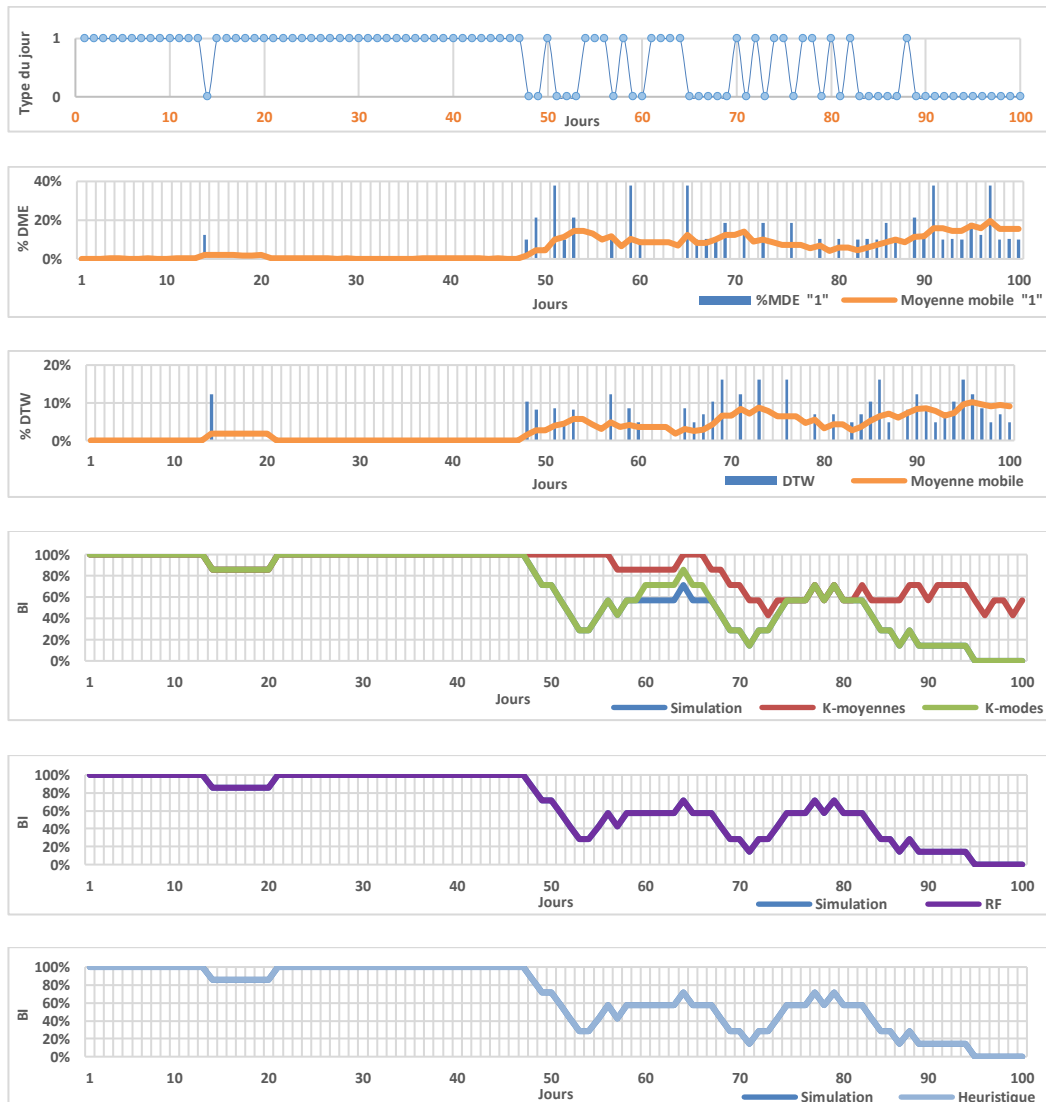 Type du jour
1
0
0 10 20 30 40 50 60 70 80 90 100
Jours
% DME
40%
20%
0%
1 10 20 30 40 50 60 70 80 90 100
Jours
%MDE "1" Moyenne mobile "1"
% DTW
20%
10%
0%
1 10 20 30 40 50 60 70 80 90 100
Jours
DTW Moyenne mobile
BI
100%
80%
60%
40%
20%
0%
1 10 20 30 40 50 60 70 80 90 100
Jours
Simulation K-moyennes K-modes
BI
100%
80%
60%
40%
20%
0%
1 10 20 30 40 50 60 70 80 90 100
Jours
Simulation RF
BI
100%
80%
60%
40%
20%
0%
1 10 20 30 40 50 60 70 80 90 100
Jours
Simulation Heuristique